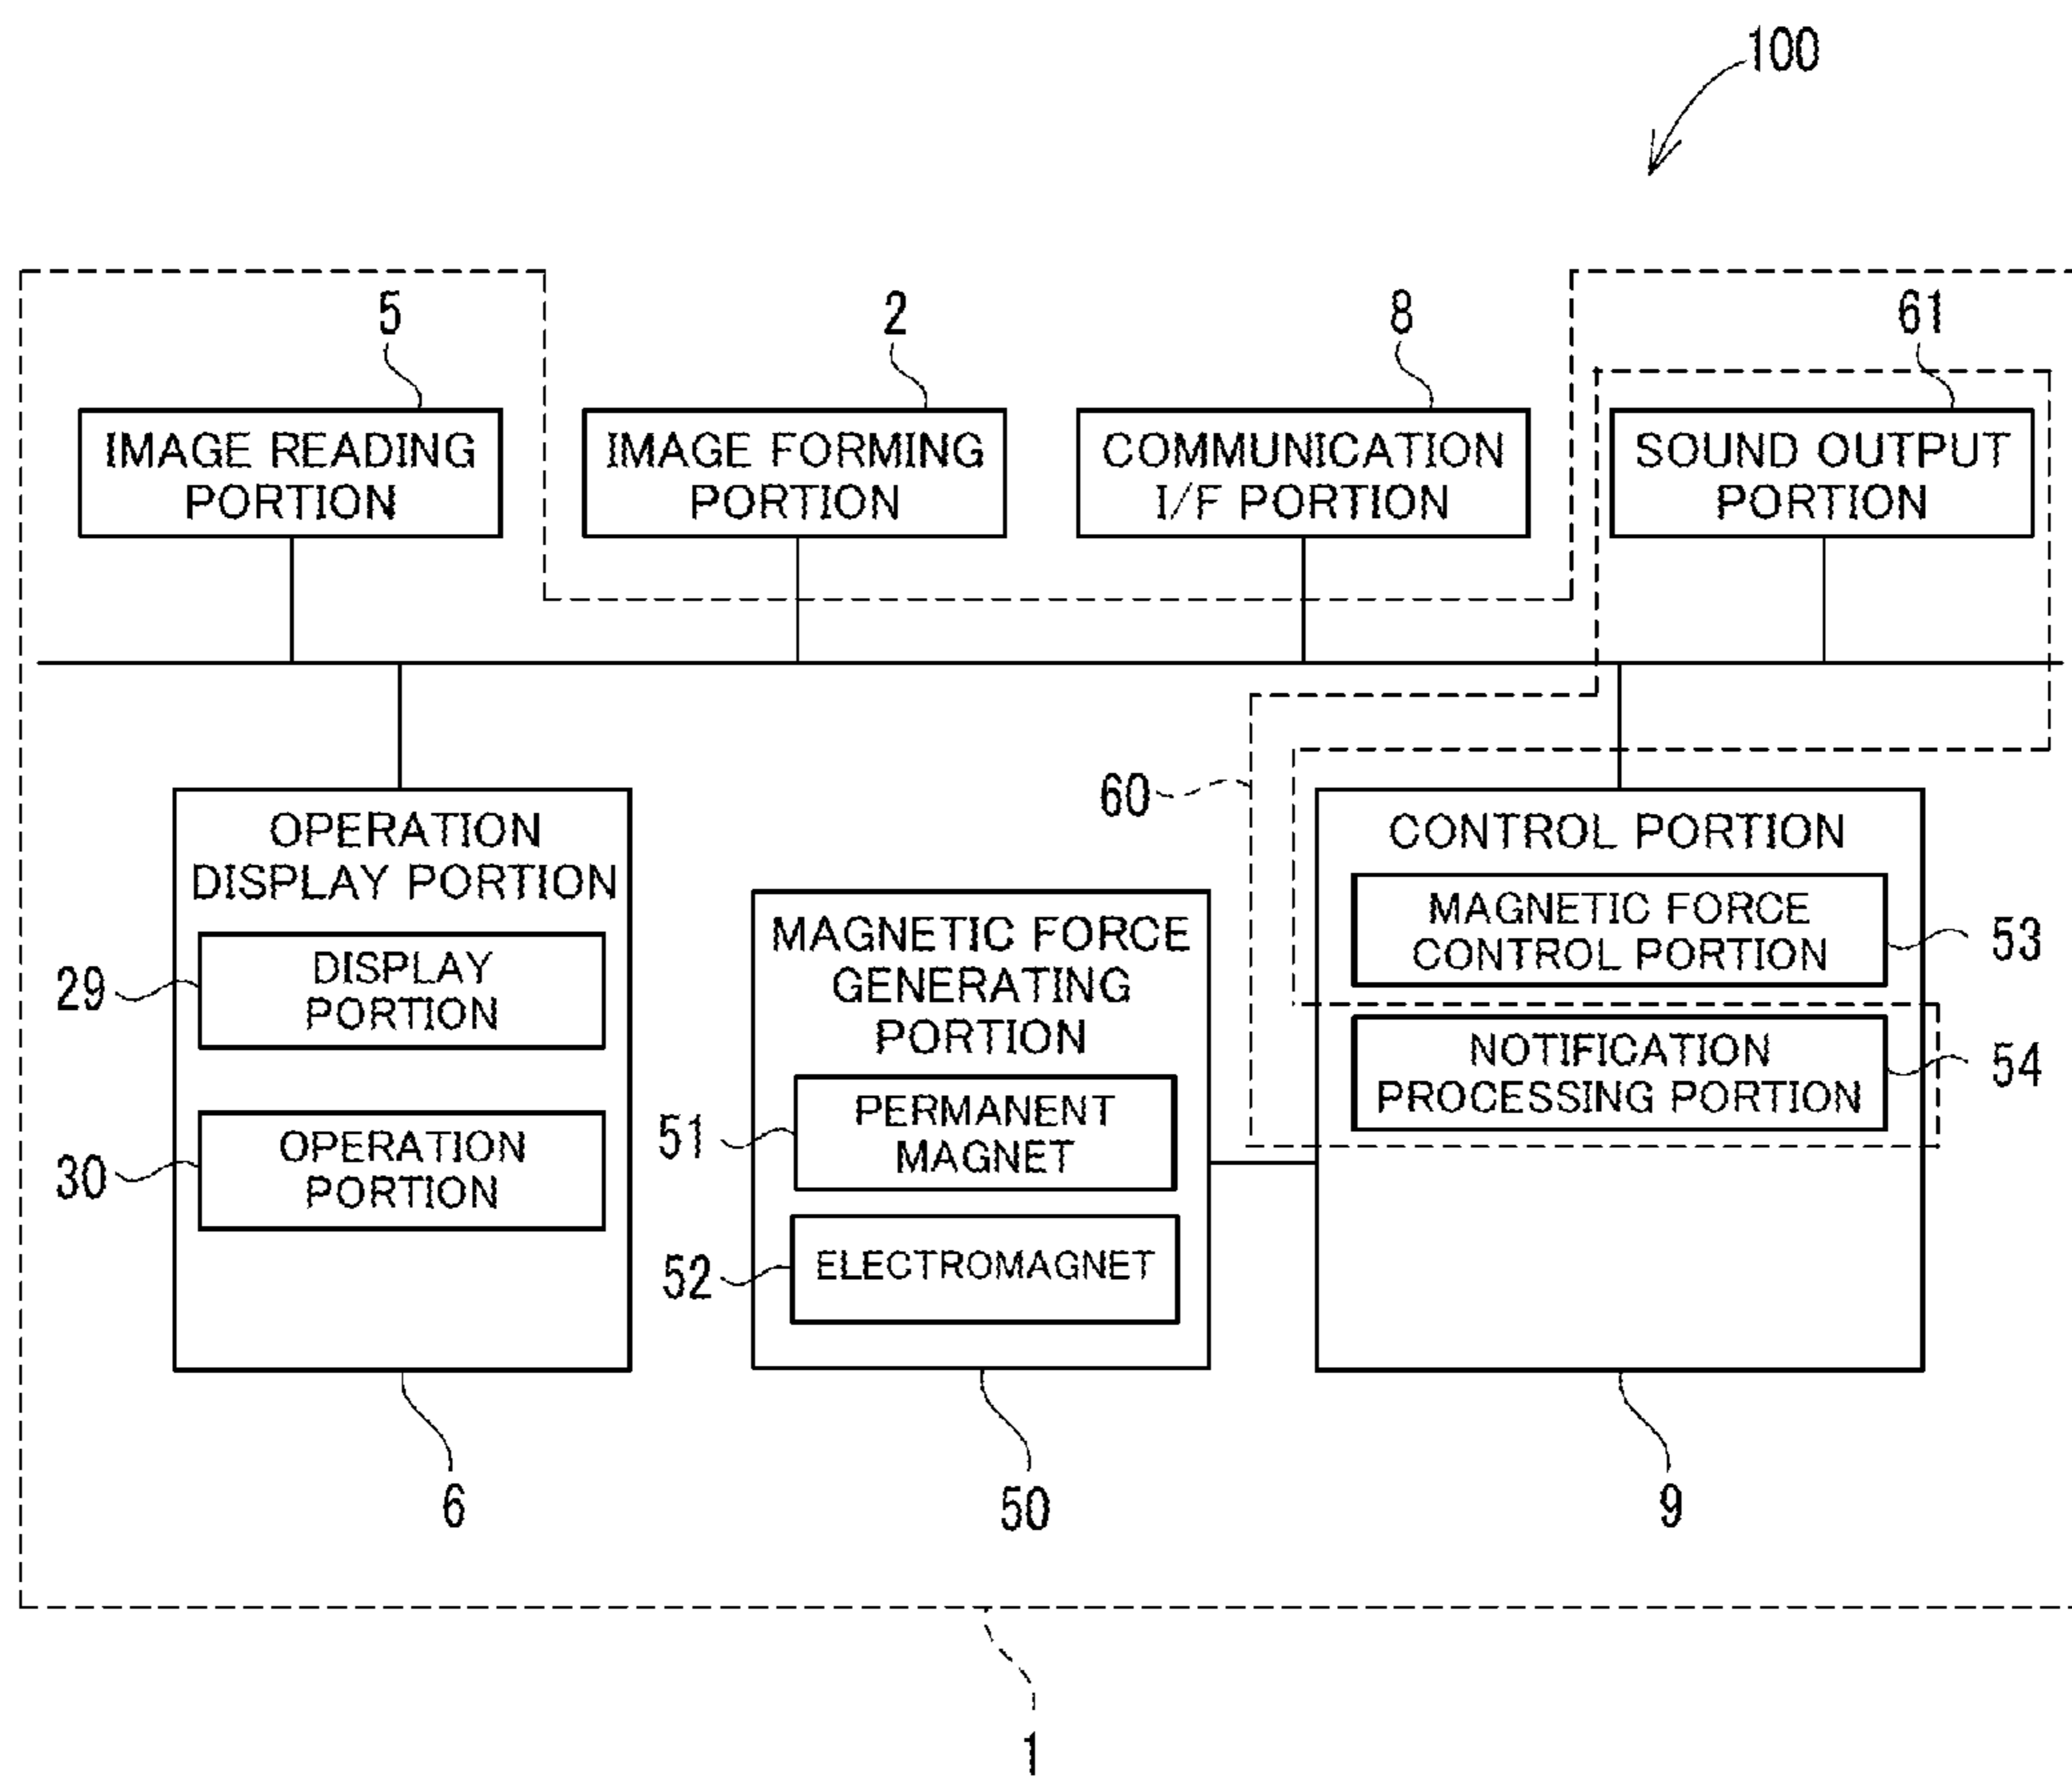 100
5
2
8
61
IMAGE READING
PORTION
IMAGE FORMING
PORTION
COMMUNICATION
I/F PORTION
SOUND OUTPUT
PORTION
60
OPERATION
DISPLAY PORTION
29
DISPLAY
PORTION
30
OPERATION
PORTION
6
MAGNETIC FORCE
GENERATING
PORTION
51
PERMANENT
MAGNET
52
ELECTROMAGNET
50
CONTROL PORTION
MAGNETIC FORCE
CONTROL PORTION
53
NOTIFICATION
PROCESSING PORTION
54
9
1